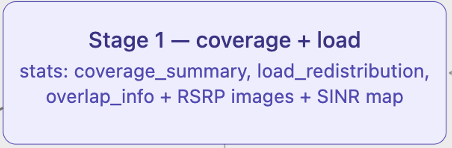 Stage 1 — coverage + load
stats: coverage_summary, load_redistribution,
overlap_info + RSRP images + SINR map